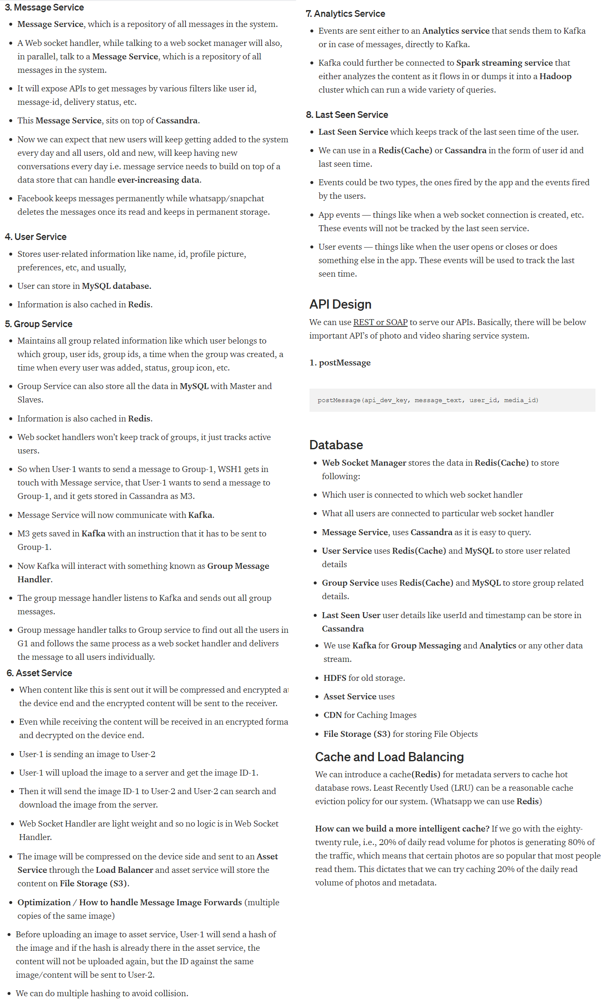 3. Message Service
• Message Service, which is a repository of all messages in the system.
• A Web socket handler, while talking to a web socket manager will also,
in parallel, talk to a Message Service, which is a repository of all
messages in the system.
• It will expose APIs to get messages by various filters like user id,
message-id, delivery status, etc.
• This Message Service, sits on top of Cassandra.
• Now we can expect that new users will keep getting added to the system
every day and all users, old and new, will keep having new
conversations every day i.e. message service needs to build on top of a
data store that can handle ever-increasing data.
• Facebook keeps messages permanently while whatsapp/snapchat
deletes the messages once its read and keeps in permanent storage.
4. User Service
• Stores user-related information like name, id, profile picture,
preferences, etc, and usually,
• User can store in MySQL database.
• Information is also cached in Redis.
5. Group Service
• Maintains all group related information like which user belongs to
which group, user ids, group ids, a time when the group was created, a
time when every user was added, status, group icon, etc.
• Group Service can also store all the data in MySQL with Master and
Slaves.
• Information is also cached in Redis.
• Web socket handlers won’t keep track of groups, it just tracks active
users.
• So when User-1 wants to send a message to Group-1, WSH1 gets in
touch with Message service, that User-1 wants to send a message to
Group-1, and it gets stored in Cassandra as M3.
• Message Service will now communicate with Kafka.
• M3 gets saved in Kafka with an instruction that it has to be sent to
Group-1.
• Now Kafka will interact with something known as Group Message
Handler.
• The group message handler listens to Kafka and sends out all group
messages.
• Group message handler talks to Group service to find out all the users in
G1 and follows the same process as a web socket handler and delivers
the message to all users individually.
6. Asset Service
• When content like this is sent out it will be compressed and encrypted a
the device end and the encrypted content will be sent to the receiver.
• Even while receiving the content will be received in an encrypted forma
and decrypted on the device end.
• User-1 is sending an image to User-2
• User-1 will upload the image to a server and get the image ID-1.
• Then it will send the image ID-1 to User-2 and User-2 can search and
download the image from the server.
• Web Socket Handler are light weight and so no logic is in Web Socket
Handler.
• The image will be compressed on the device side and sent to an Asset
Service through the Load Balancer and asset service will store the
content on File Storage (S3).
• Optimization / How to handle Message Image Forwards (multiple
copies of the same image)
• Before uploading an image to asset service, User-1 will send a hash of
the image and if the hash is already there in the asset service, the
content will not be uploaded again, but the ID against the same
image/content will be sent to User-2.
• We can do multiple hashing to avoid collision.
7. Analytics Service
• Events are sent either to an Analytics service that sends them to Kafka
or in case of messages, directly to Kafka.
• Kafka could further be connected to Spark streaming service that
either analyzes the content as it flows in or dumps it into a Hadoop
cluster which can run a wide variety of queries.
8. Last Seen Service
• Last Seen Service which keeps track of the last seen time of the user.
• We can use in a Redis(Cache) or Cassandra in the form of user id and
last seen time.
• Events could be two types, the ones fired by the app and the events fired
by the users.
• App events — things like when a web socket connection is created, etc.
These events will not be tracked by the last seen service.
• User events — things like when the user opens or closes or does
something else in the app. These events will be used to track the last
seen time.
API Design
We can use REST or SOAP to serve our APIs. Basically, there will be below
important API’s of photo and video sharing service system.
1. postMessage
postMessage(api_dev_key, message_text, user_id, media_id)
Database
• Web Socket Manager stores the data in Redis(Cache) to store
following:
• Which user is connected to which web socket handler
• What all users are connected to particular web socket handler
• Message Service, uses Cassandra as it is easy to query.
• User Service uses Redis(Cache) and MySQL to store user related
details
• Group Service uses Redis(Cache) and MySQL to store group related
details.
• Last Seen User user details like userId and timestamp can be store in
Cassandra
• We use Kafka for Group Messaging and Analytics or any other data
stream.
• HDFS for old storage.
• Asset Service uses
• CDN for Caching Images
• File Storage (S3) for storing File Objects
Cache and Load Balancing
We can introduce a cache(Redis) for metadata servers to cache hot
database rows. Least Recently Used (LRU) can be a reasonable cache
eviction policy for our system. (Whatsapp we can use Redis)
How can we build a more intelligent cache? If we go with the eighty-
twenty rule, i.e., 20% of daily read volume for photos is generating 80% of
the traffic, which means that certain photos are so popular that most people
read them. This dictates that we can try caching 20% of the daily read
volume of photos and metadata.